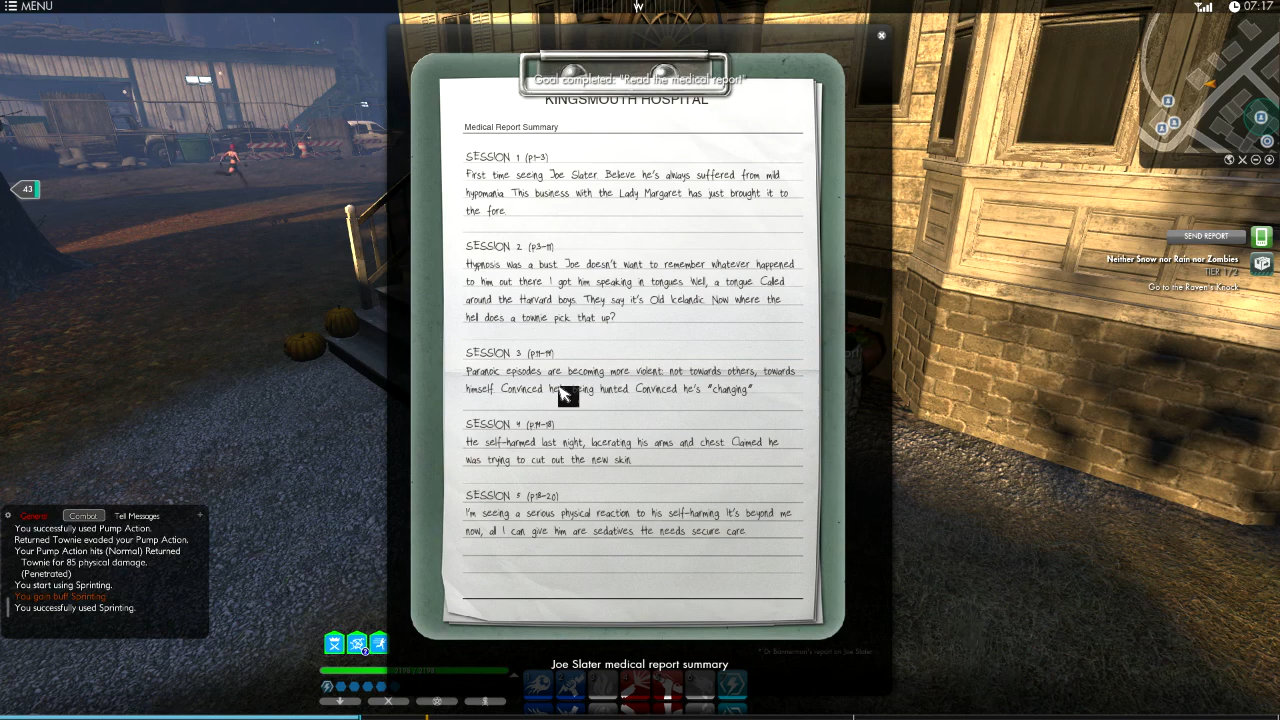 MENU
07:17
Goal completed: "Read the medical report!"
KINGSMOUTH HOSPITAL
Medical Report Summary
SESSION 1 (p1-3)
First time seeing Joe Slater. Believe he's always suffered from mild
hypomania. This business with the Lady Margaret has just brought it to
the fore.
SESSION 2 (p.3-11)
Hypnosis was a bust. Joe doesn't want to remember whatever happened
to him out there. I got him speaking in tongues. Well, a tongue. Called
around the Harvard boys. They say it's Old Icelandic. Now where the
hell does a townie pick that up?
SESSION 3 (p.11-14)
Paranoic episodes are becoming more violent: not towards others, towards
himself. Convinced being hunted. Convinced he's "changing"
SESSION 4 (p.14-18)
He self-harmed last night, lacerating his arms and chest. Claimed he
was trying to cut out the new skin.
SESSION 5 (p.18-20)
I'm seeing a serious physical reaction to his self-harming. It's beyond me
now, all I can give him are sedatives. He needs secure care.
* Dr Bannerman's report on Joe Slater
Joe Slater medical report summary
43
SEND REPORT
Neither Snow nor Rain nor Zombies
TIER 1/2
Go to the Raven's Knock
General Combat Tell Messages
You successfully used Pump Action.
Returned Townie evaded your Pump Action.
Your Pump Action hits (Normal) Returned
Townie for 85 physical damage.
(Penetrated)
You start using Sprinting.
You gain buff Sprinting
You successfully used Sprinting.